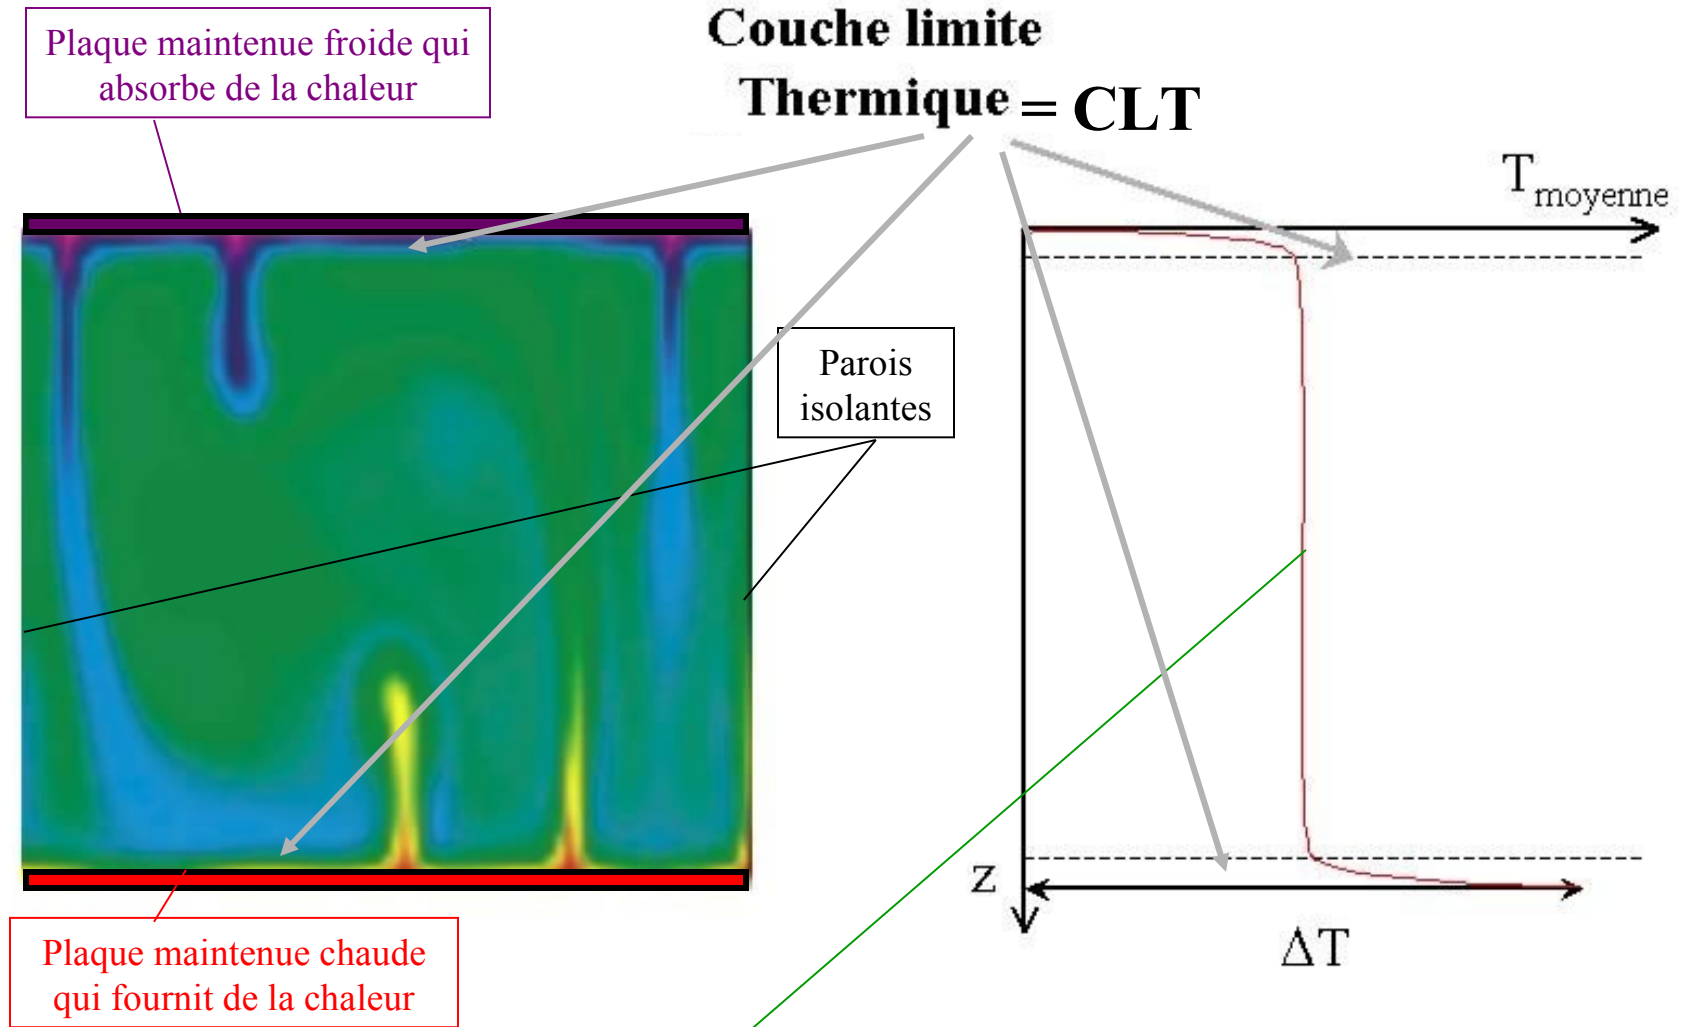 Plaque maintenue froide qui
absorbe de la chaleur
Couche limite
Thermique = CLT
T moyenne
Parois
isolantes
Z
ΔT
Plaque maintenue chaude
qui fournit de la chaleur